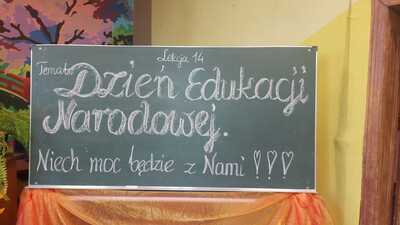 Lekcja 14
Temat: Dzień Edukacji
Narodowej.
Niech moc będzie z Nami !!!